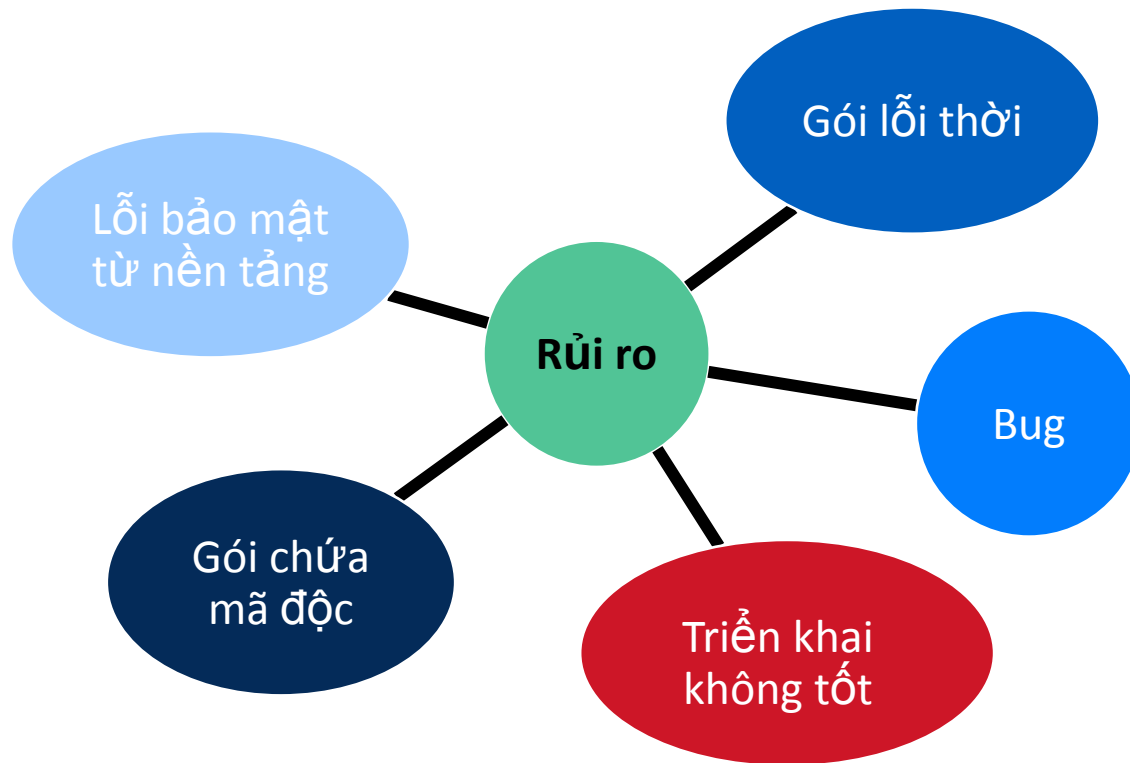 Gói lỗi thời
Lỗi bảo mật
từ nền tảng
Rủi ro
Bug
Gói chứa
mã độc
Triển khai
không tốt